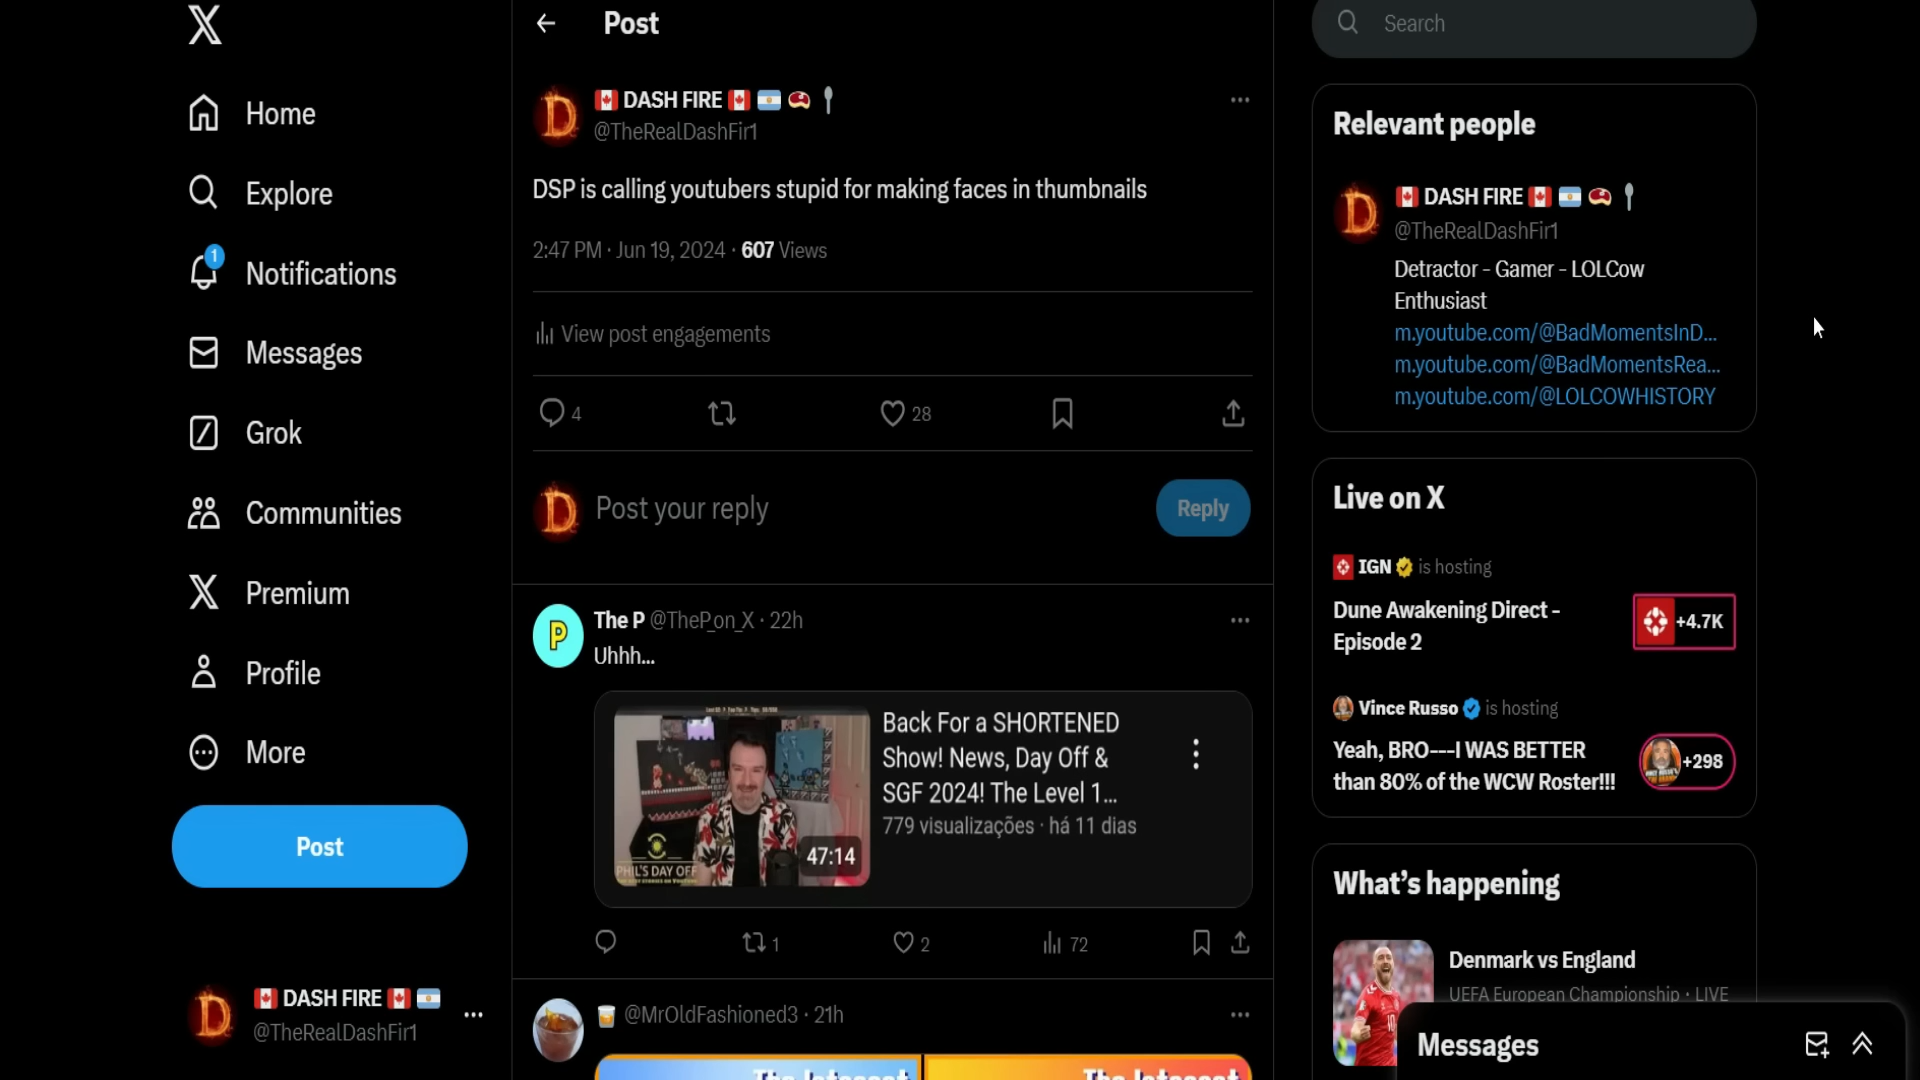 Home
Explore
1
Notifications
Messages
Grok
Communities
Premium
Profile
More
Post
DASH FIRE
@TheRealDashFir1
Post
DASH FIRE
@TheRealDashFir1
DSP is calling youtubers stupid for making faces in thumbnails
2:47 PM · Jun 19, 2024 · 607 Views
View post engagements
4
28
Post your reply
Reply
The P @ThePon_X · 22h
Uhhh...
PHIL'S DAY OFF
47:14
Back For a SHORTENED
Show! News, Day Off &
SGF 2024! The Level 1...
779 visualizações · há 11 dias
1
2
72
@MrOldFashioned3 · 21h
Search
Relevant people
DASH FIRE
@TheRealDashFir1
Detractor - Gamer - LOLCow
Enthusiast
m.youtube.com/@BadMomentsInD...
m.youtube.com/@BadMomentsRea...
m.youtube.com/@LOLCOWHISTORY
Live on X
IGN is hosting
Dune Awakening Direct -
Episode 2
+4.7K
Vince Russo is hosting
Yeah, BRO---I WAS BETTER
than 80% of the WCW Roster!!!
+298
What's happening
Denmark vs England
UEFA European Championship · LIVE
Messages